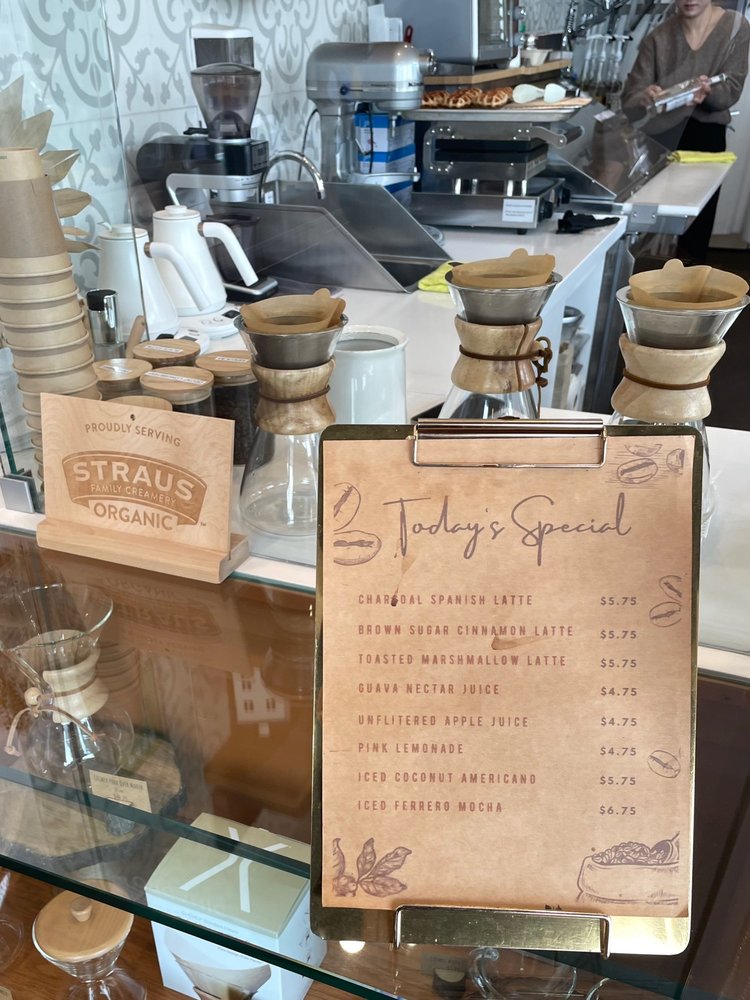 PROUDLY SERVING
STRAUS
FAMILY CREAMERY
ORGANIC
Today's Special
CHARCOAL SPANISH LATTE $5.75
BROWN SUGAR CINNAMON LATTE $5.75
TOASTED MARSHMALLOW LATTE $5.75
GUAVA NECTAR JUICE $4.75
UNFLITERED APPLE JUICE $4.75
PINK LEMONADE $4.75
ICED COCONUT AMERICANO $5.75
ICED FERRERO MOCHA $6.75